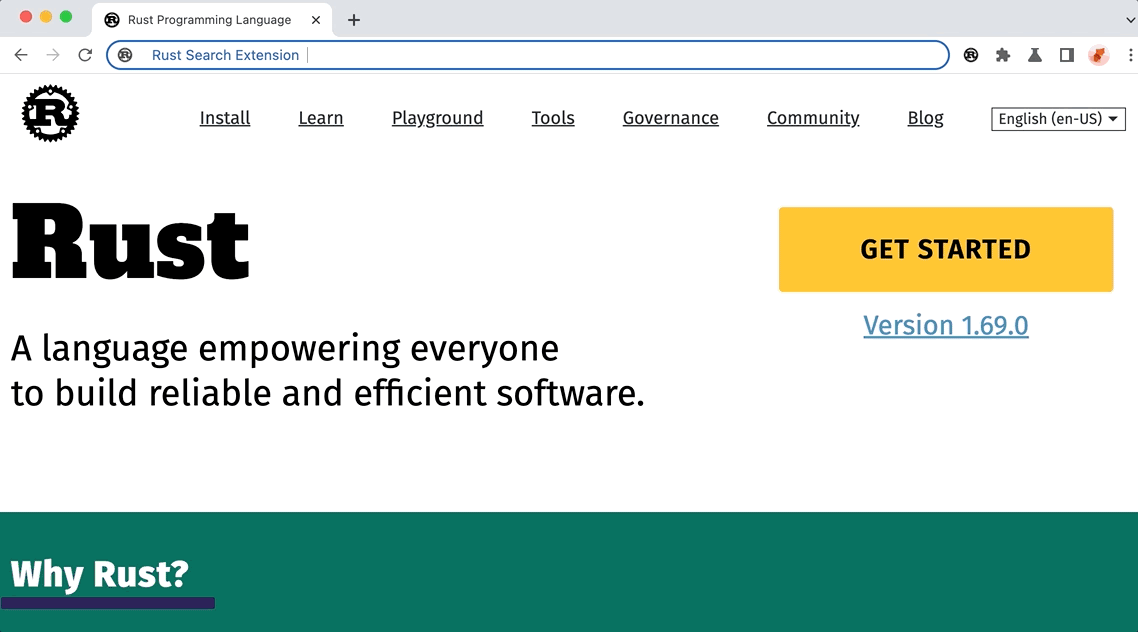 Rust Programming Language
Rust Search Extension
R
Install Learn Playground Tools Governance Community Blog English (en-US)
Rust
GET STARTED
Version 1.69.0
A language empowering everyone
to build reliable and efficient software.
Why Rust?